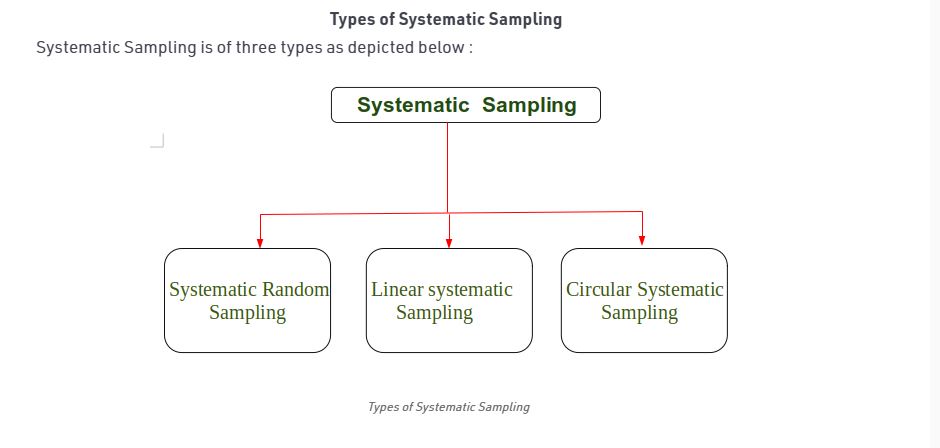 Types of Systematic Sampling
Systematic Sampling is of three types as depicted below :
Systematic Sampling
Systematic Random
Sampling
Linear systematic
Sampling
Circular Systematic
Sampling
Types of Systematic Sampling